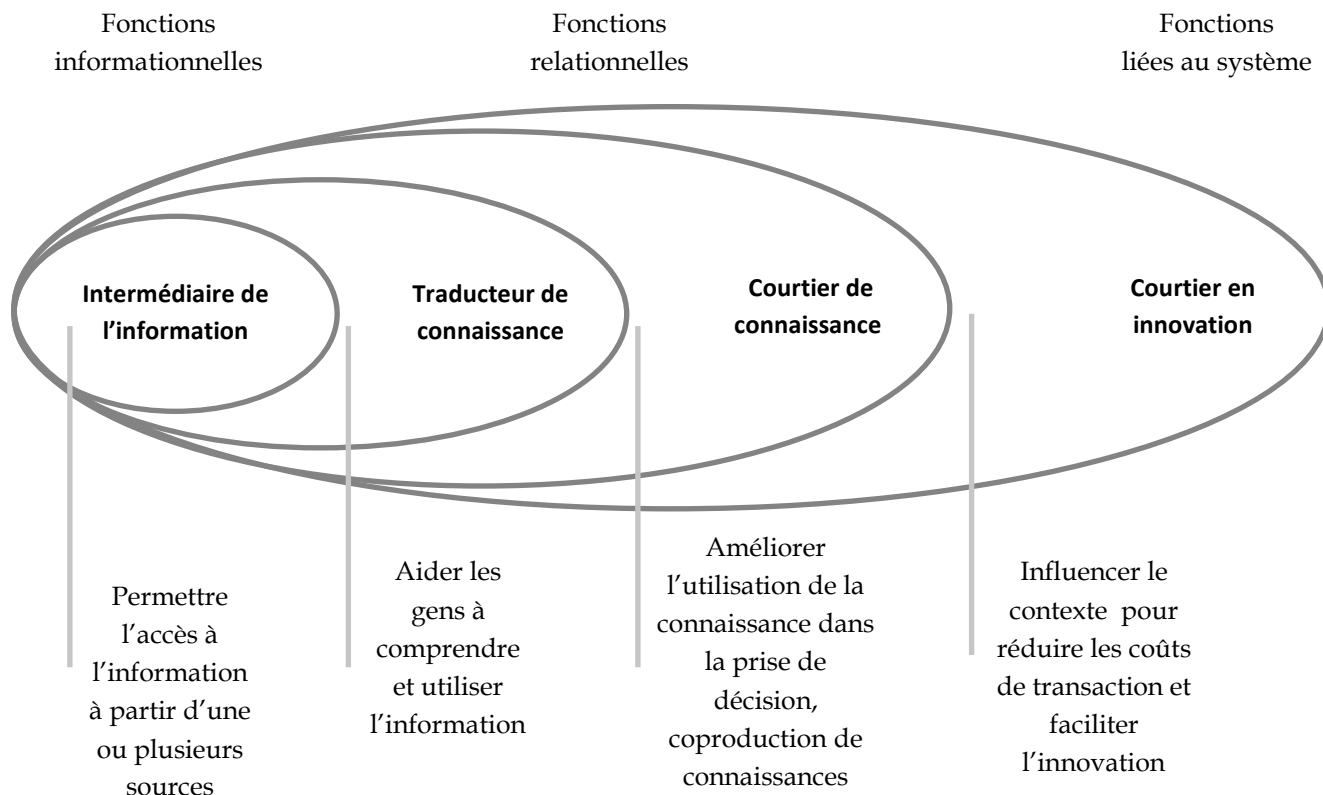 Fonctions
informationnelles
Fonctions
relationnelles
Fonctions
liées au système
Intermédiaire de
l’information
Traducteur de
connaissance
Courtier de
connaissance
Courtier en
innovation
Permettre
l’accès à
l’information
à partir d’une
ou plusieurs
sources
Aider les
gens à
comprendre
et utiliser
l’information
Améliorer
l’utilisation de la
connaissance dans
la prise de
décision,
coproduction de
connaissances
Influencer le
contexte pour
réduire les coûts
de transaction et
faciliter
l’innovation